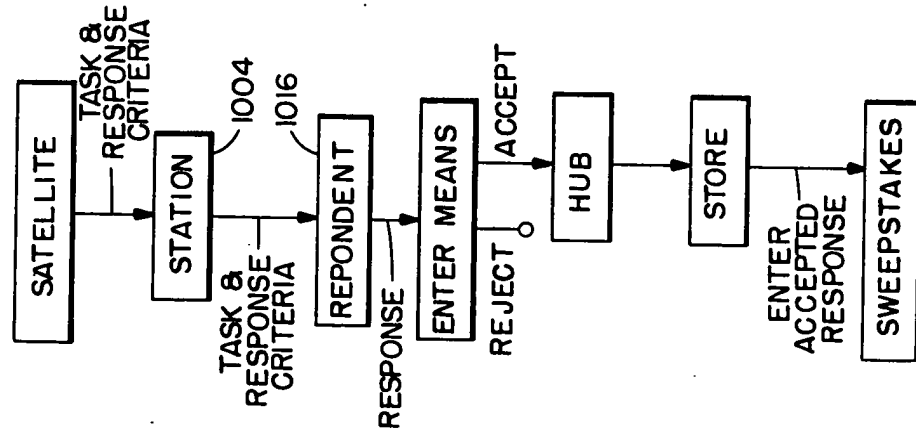 SATELLITE
TASK &
RESPONSE
CRITERIA
STATION
1004
TASK &
RESPONSE
CRITERIA
1016
REPONDENT
RESPONSE
ENTER MEANS
REJECT
ACCEPT
HUB
STORE
ENTER
ACCEPTED
RESPONSE
SWEEPSTAKES